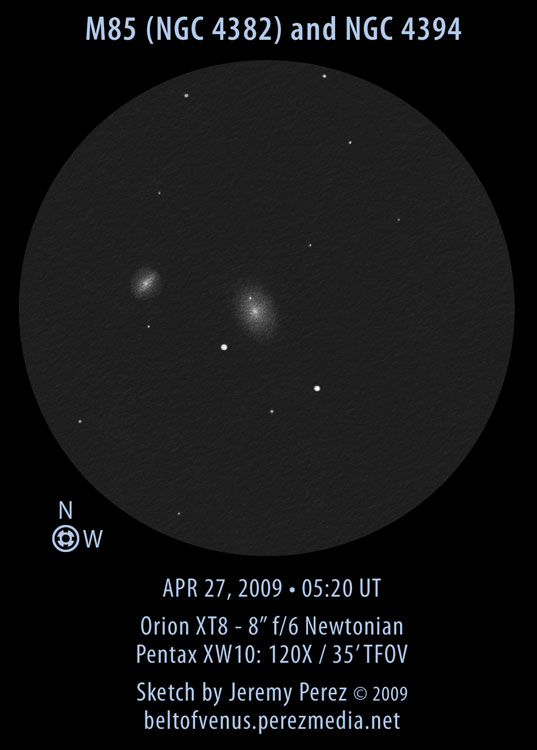 M85 (NGC 4382) and NGC 4394
N
W
APR 27, 2009 • 05:20 UT
Orion XT8 - 8” f/6 Newtonian
Pentax XW10: 120X / 35’ TFOV
Sketch by Jeremy Perez © 2009
beltofvenus.perezmedia.net